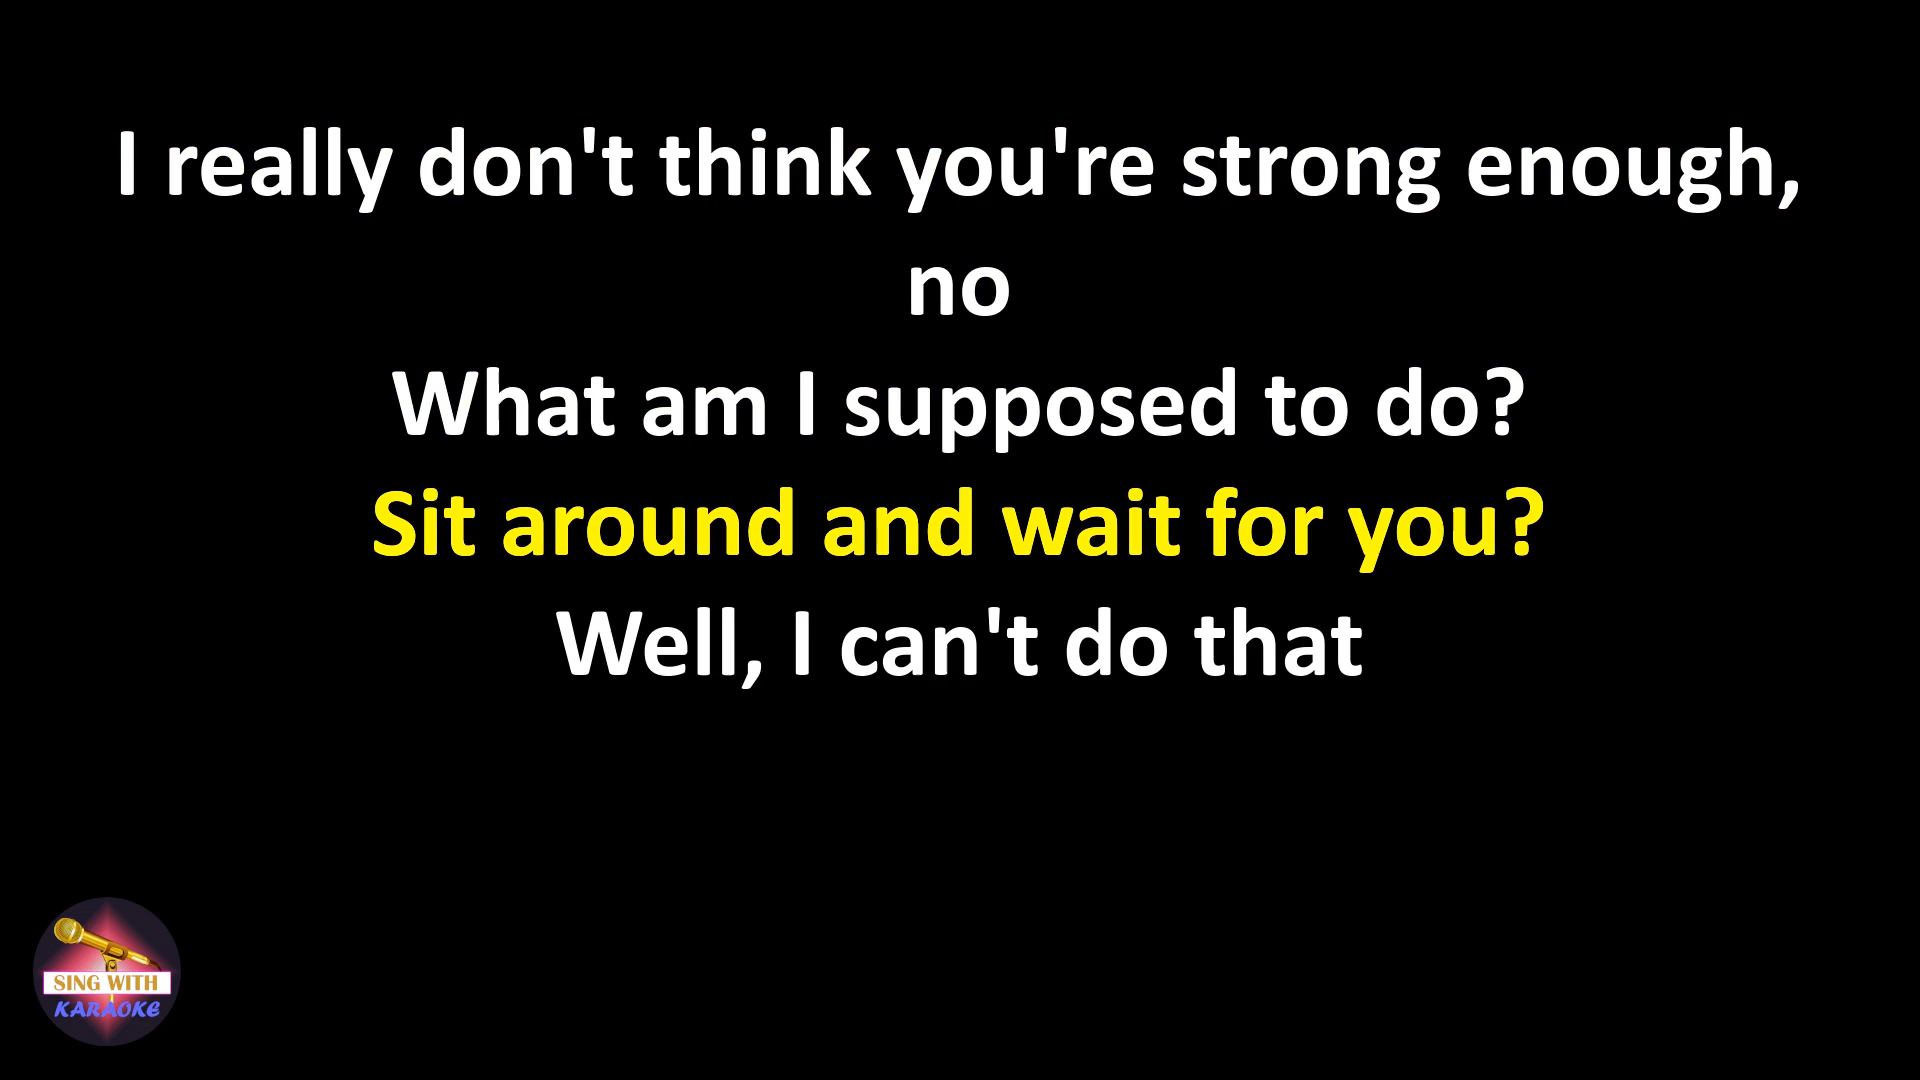 I really don't think you're strong enough,
no
What am I supposed to do?
Sit around and wait for you?
Well, I can't do that
SING WITH
KARAOKE